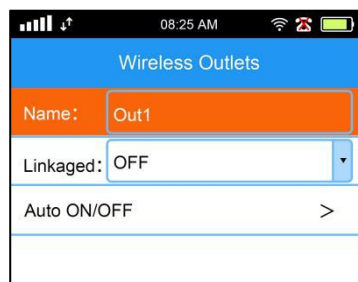 08:25 AM
Wireless Outlets
Name: Out1
Linkaged: OFF
Auto ON/OFF >